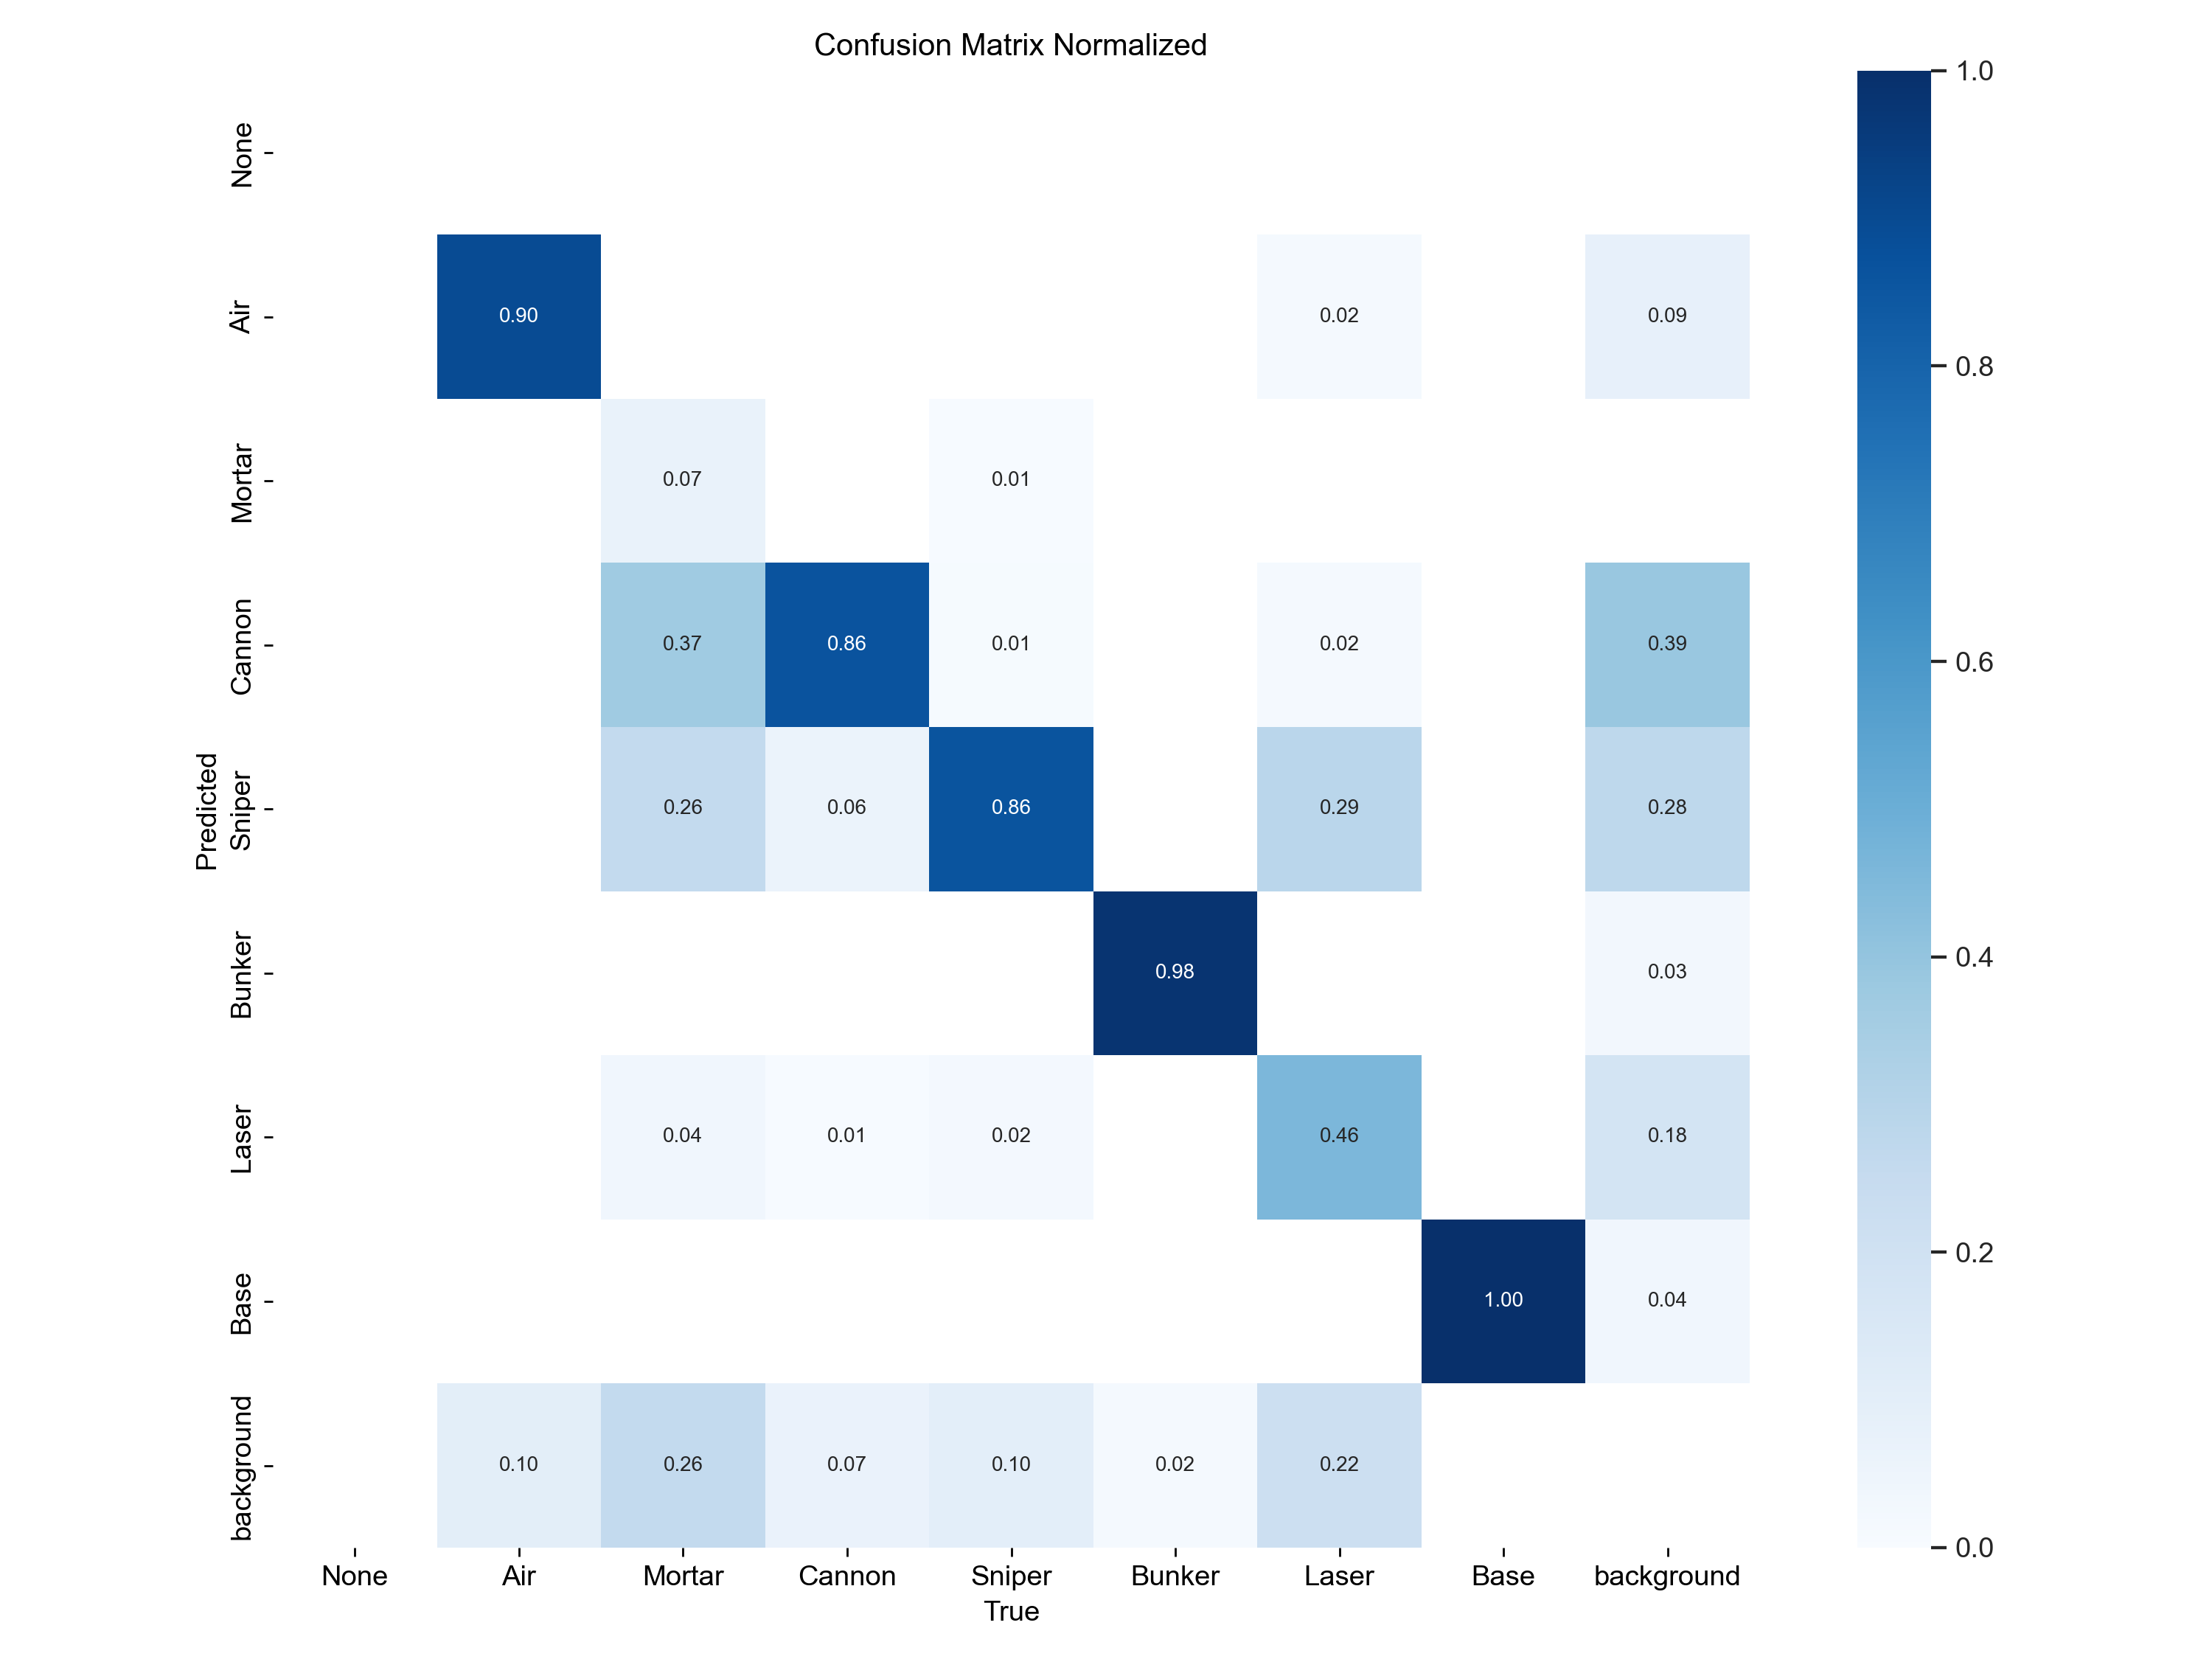 Confusion Matrix Normalized
1.0
None
Air
0.90
0.02
0.09
0.8
Mortar
0.07
0.01
Cannon
0.37
0.86
0.01
0.02
0.39
0.6
Predicted
Sniper
0.26
0.06
0.86
0.29
0.28
Bunker
0.98
0.03
0.4
Laser
0.04
0.01
0.02
0.46
0.18
Base
1.00
0.04
0.2
background
0.10
0.26
0.07
0.10
0.02
0.22
0.0
None
Air
Mortar
Cannon
Sniper
Bunker
Laser
Base
background
True